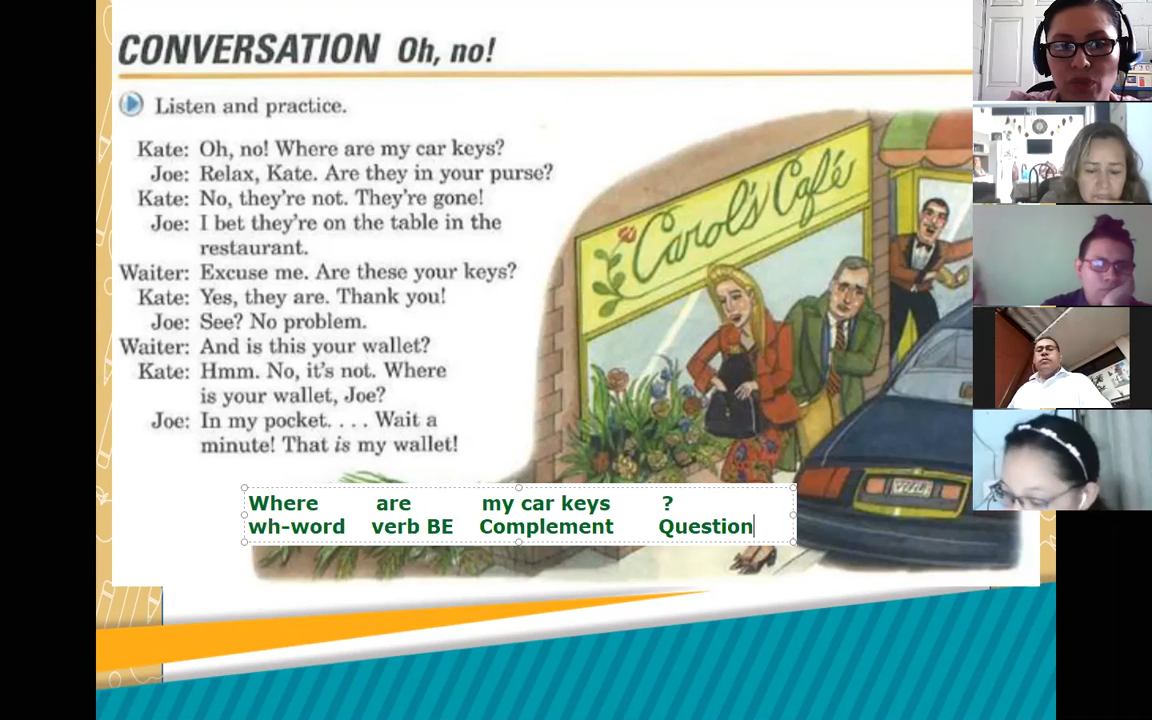 CONVERSATION Oh, no!
Listen and practice.
Kate: Oh, no! Where are my car keys?
Joe: Relax, Kate. Are they in your purse?
Kate: No, they're not. They're gone!
Joe: I bet they're on the table in the
restaurant.
Waiter: Excuse me. Are these your keys?
Kate: Yes, they are. Thank you!
Joe: See? No problem.
Waiter: And is this your wallet?
Kate: Hmm. No, it's not. Where
is your wallet, Joe?
Joe: In my pocket. . . . Wait a
minute! That is my wallet!
Carol's Café
Where are my car keys ?
wh-word verb BE Complement Question